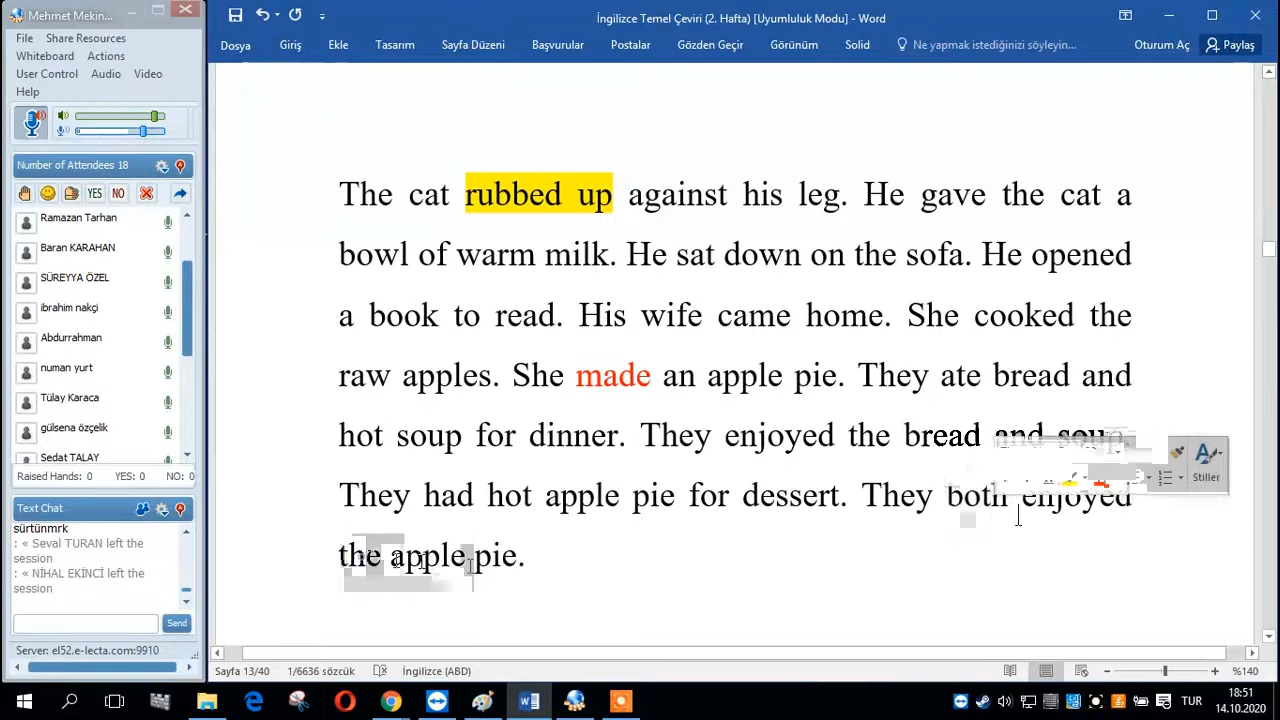 Mehmet Mekin...
File Share Resources
Whiteboard Actions
User Control Audio Video
Help
Number of Attendees 18
YES NO
Ramazan Tarhan
Baran KARAHAN
SÜREYYA ÖZEL
ibrahim nakçi
Abdurrahman
numan yurt
Tülay Karaca
gülsena özçelik
Sedat TALAY
Raised Hands: 0 YES: 0 NO: 0
Text Chat
sürtünmrk
: « Seval TURAN left the
session
: « NİHAL EKİNCİ left the
session
Send
Server: el52.e-lecta.com:9910
İngilizce Temel Çeviri (2. Hafta) [Uyumluluk Modu] - Word
Dosya Giriş Ekle Tasarım Sayfa Düzeni Başvurular Postalar Gözden Geçir Görünüm Solid Ne yapmak istediğinizi söyleyin... Oturum Aç Paylaş
The cat rubbed up against his leg. He gave the cat a
bowl of warm milk. He sat down on the sofa. He opened
a book to read. His wife came home. She cooked the
raw apples. She made an apple pie. They ate bread and
hot soup for dinner. They enjoyed the bread and soup.
They had hot apple pie for dessert. They both enjoyed
the apple pie.
Stiller
Sayfa 13/40 1/6636 sözcük İngilizce (ABD) %140
TUR 18:51
14.10.2020